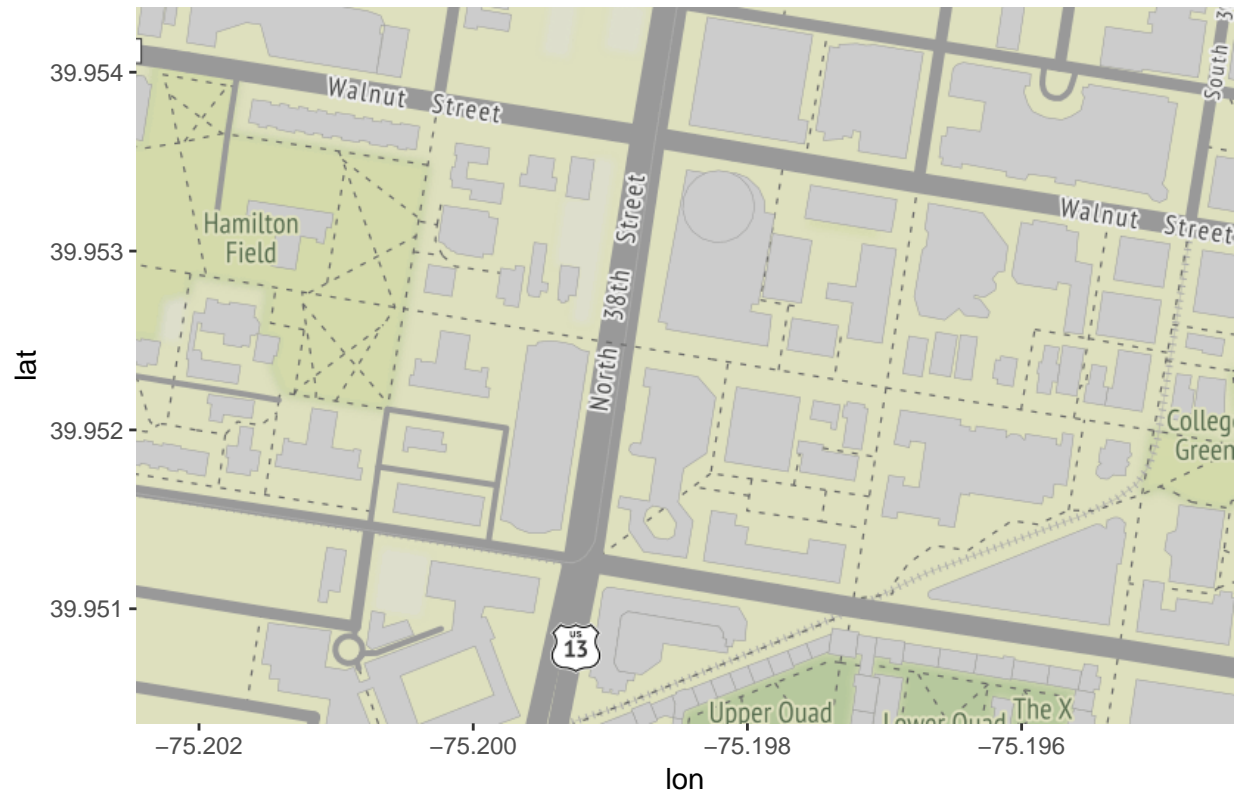 39.954
39.953
39.952
39.951
lat
Walnut Street
South
Hamilton
Field
North 38th Street
Walnut Street
College
Green
US
13
Upper Quad
Lower Quad
The X
−75.202
−75.200
−75.198
−75.196
lon